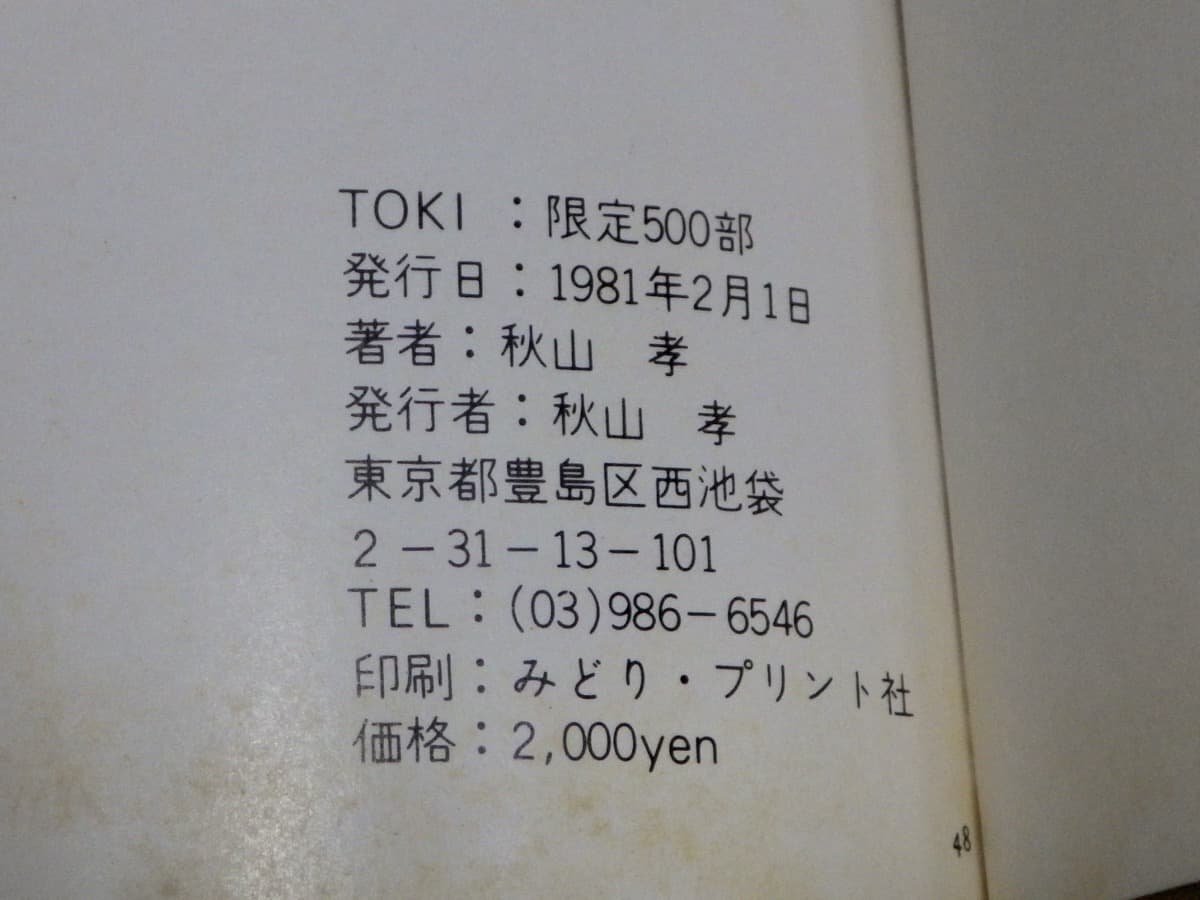 TOKI ：限定500部
発行日：1981年2月1日
著者：秋山　孝
発行者：秋山　孝
東京都豊島区西池袋
2－31－13－101
TEL：(03)986－6546
印刷：みどり・プリント社
価格：2,000yen
48